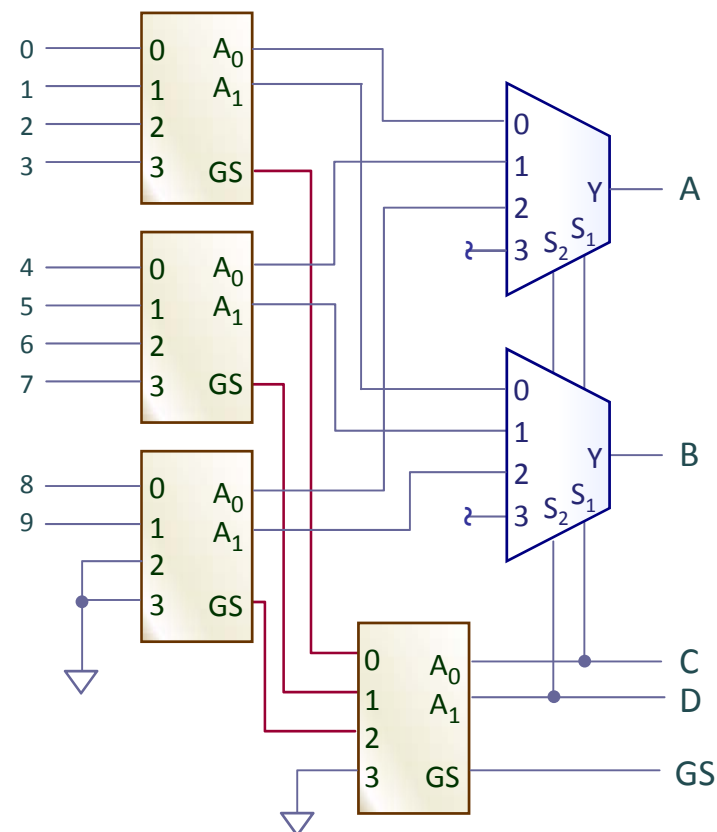 0 0 A₀
1 1 A₁
2 2
3 3 GS
4 0 A₀
5 1 A₁
6 2
7 3 GS
8 0 A₀
9 1 A₁
2
3 GS
0
1
2 Y A
3 S₂ S₁
0
1
2 Y B
3 S₂ S₁
0 A₀ C
1 A₁ D
2
3 GS GS